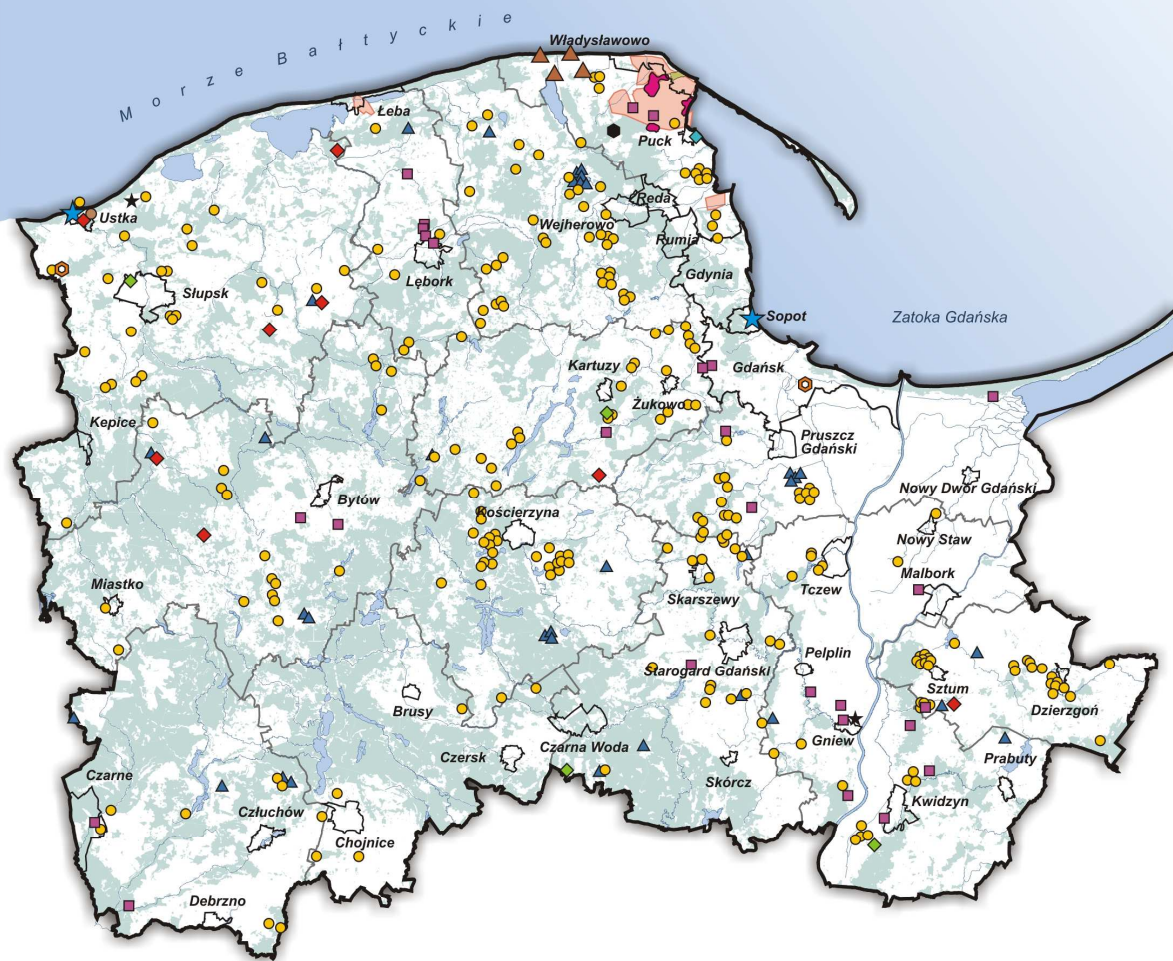 Morze Bałtyckie
Władysławowo
Łeba
Puck
Ustka
Reda
Wejherowo
Rumia
Lębork
Gdynia
Słupsk
Sopot
Zatoka Gdańska
Kartuzy
Gdańsk
Żukowo
Kępice
Pruszcz
Gdański
Bytów
Nowy Dwór Gdański
Kościerzyna
Nowy Staw
Malbork
Miastko
Skarszewy
Tczew
Starogard Gdański
Pelplin
Sztum
Brusy
Dzierzgoń
Gniew
Czersk
Czarna Woda
Prabuty
Czarne
Skórcz
Człuchów
Kwidzyn
Chojnice
Debrzno